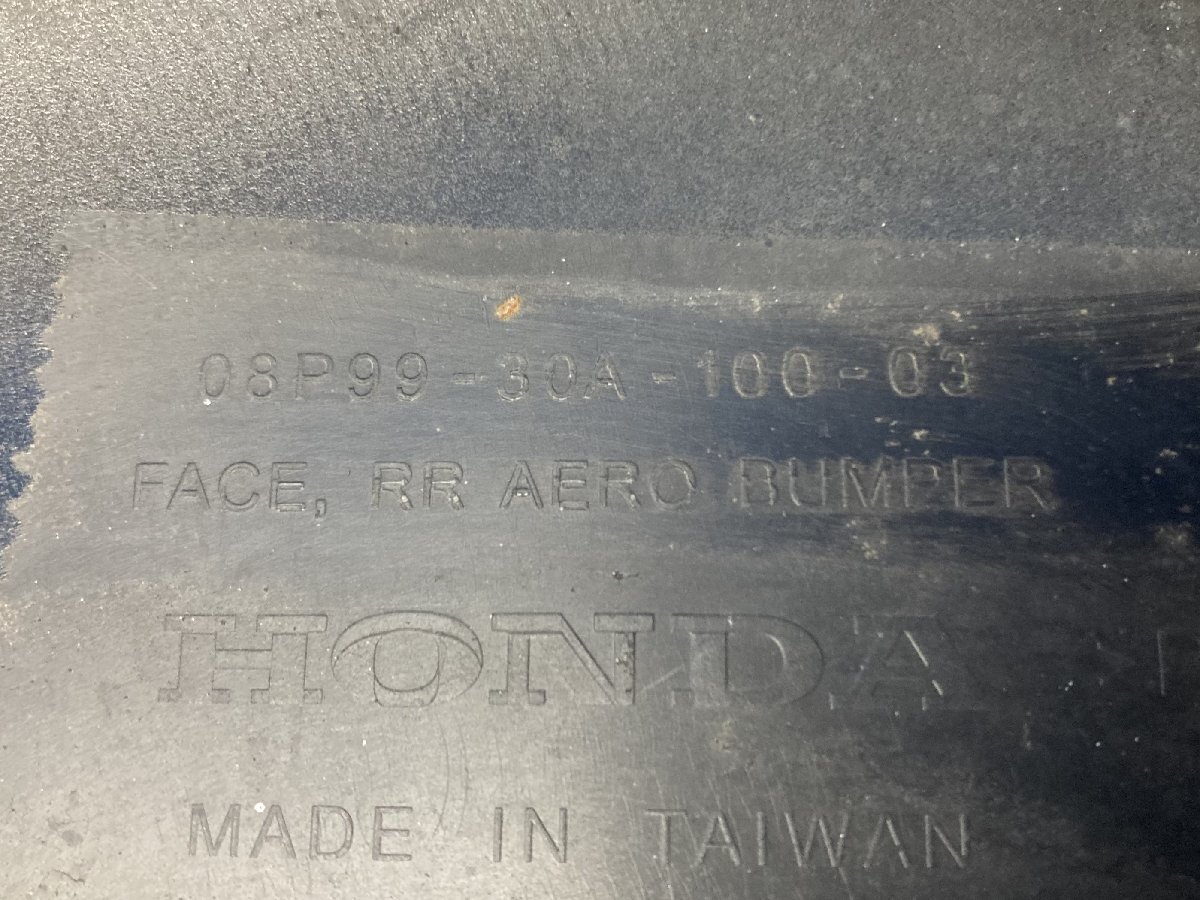 08P99-30A-100-03
FACE, RR AERO BUMPER
HONDA
MADE IN TAIWAN